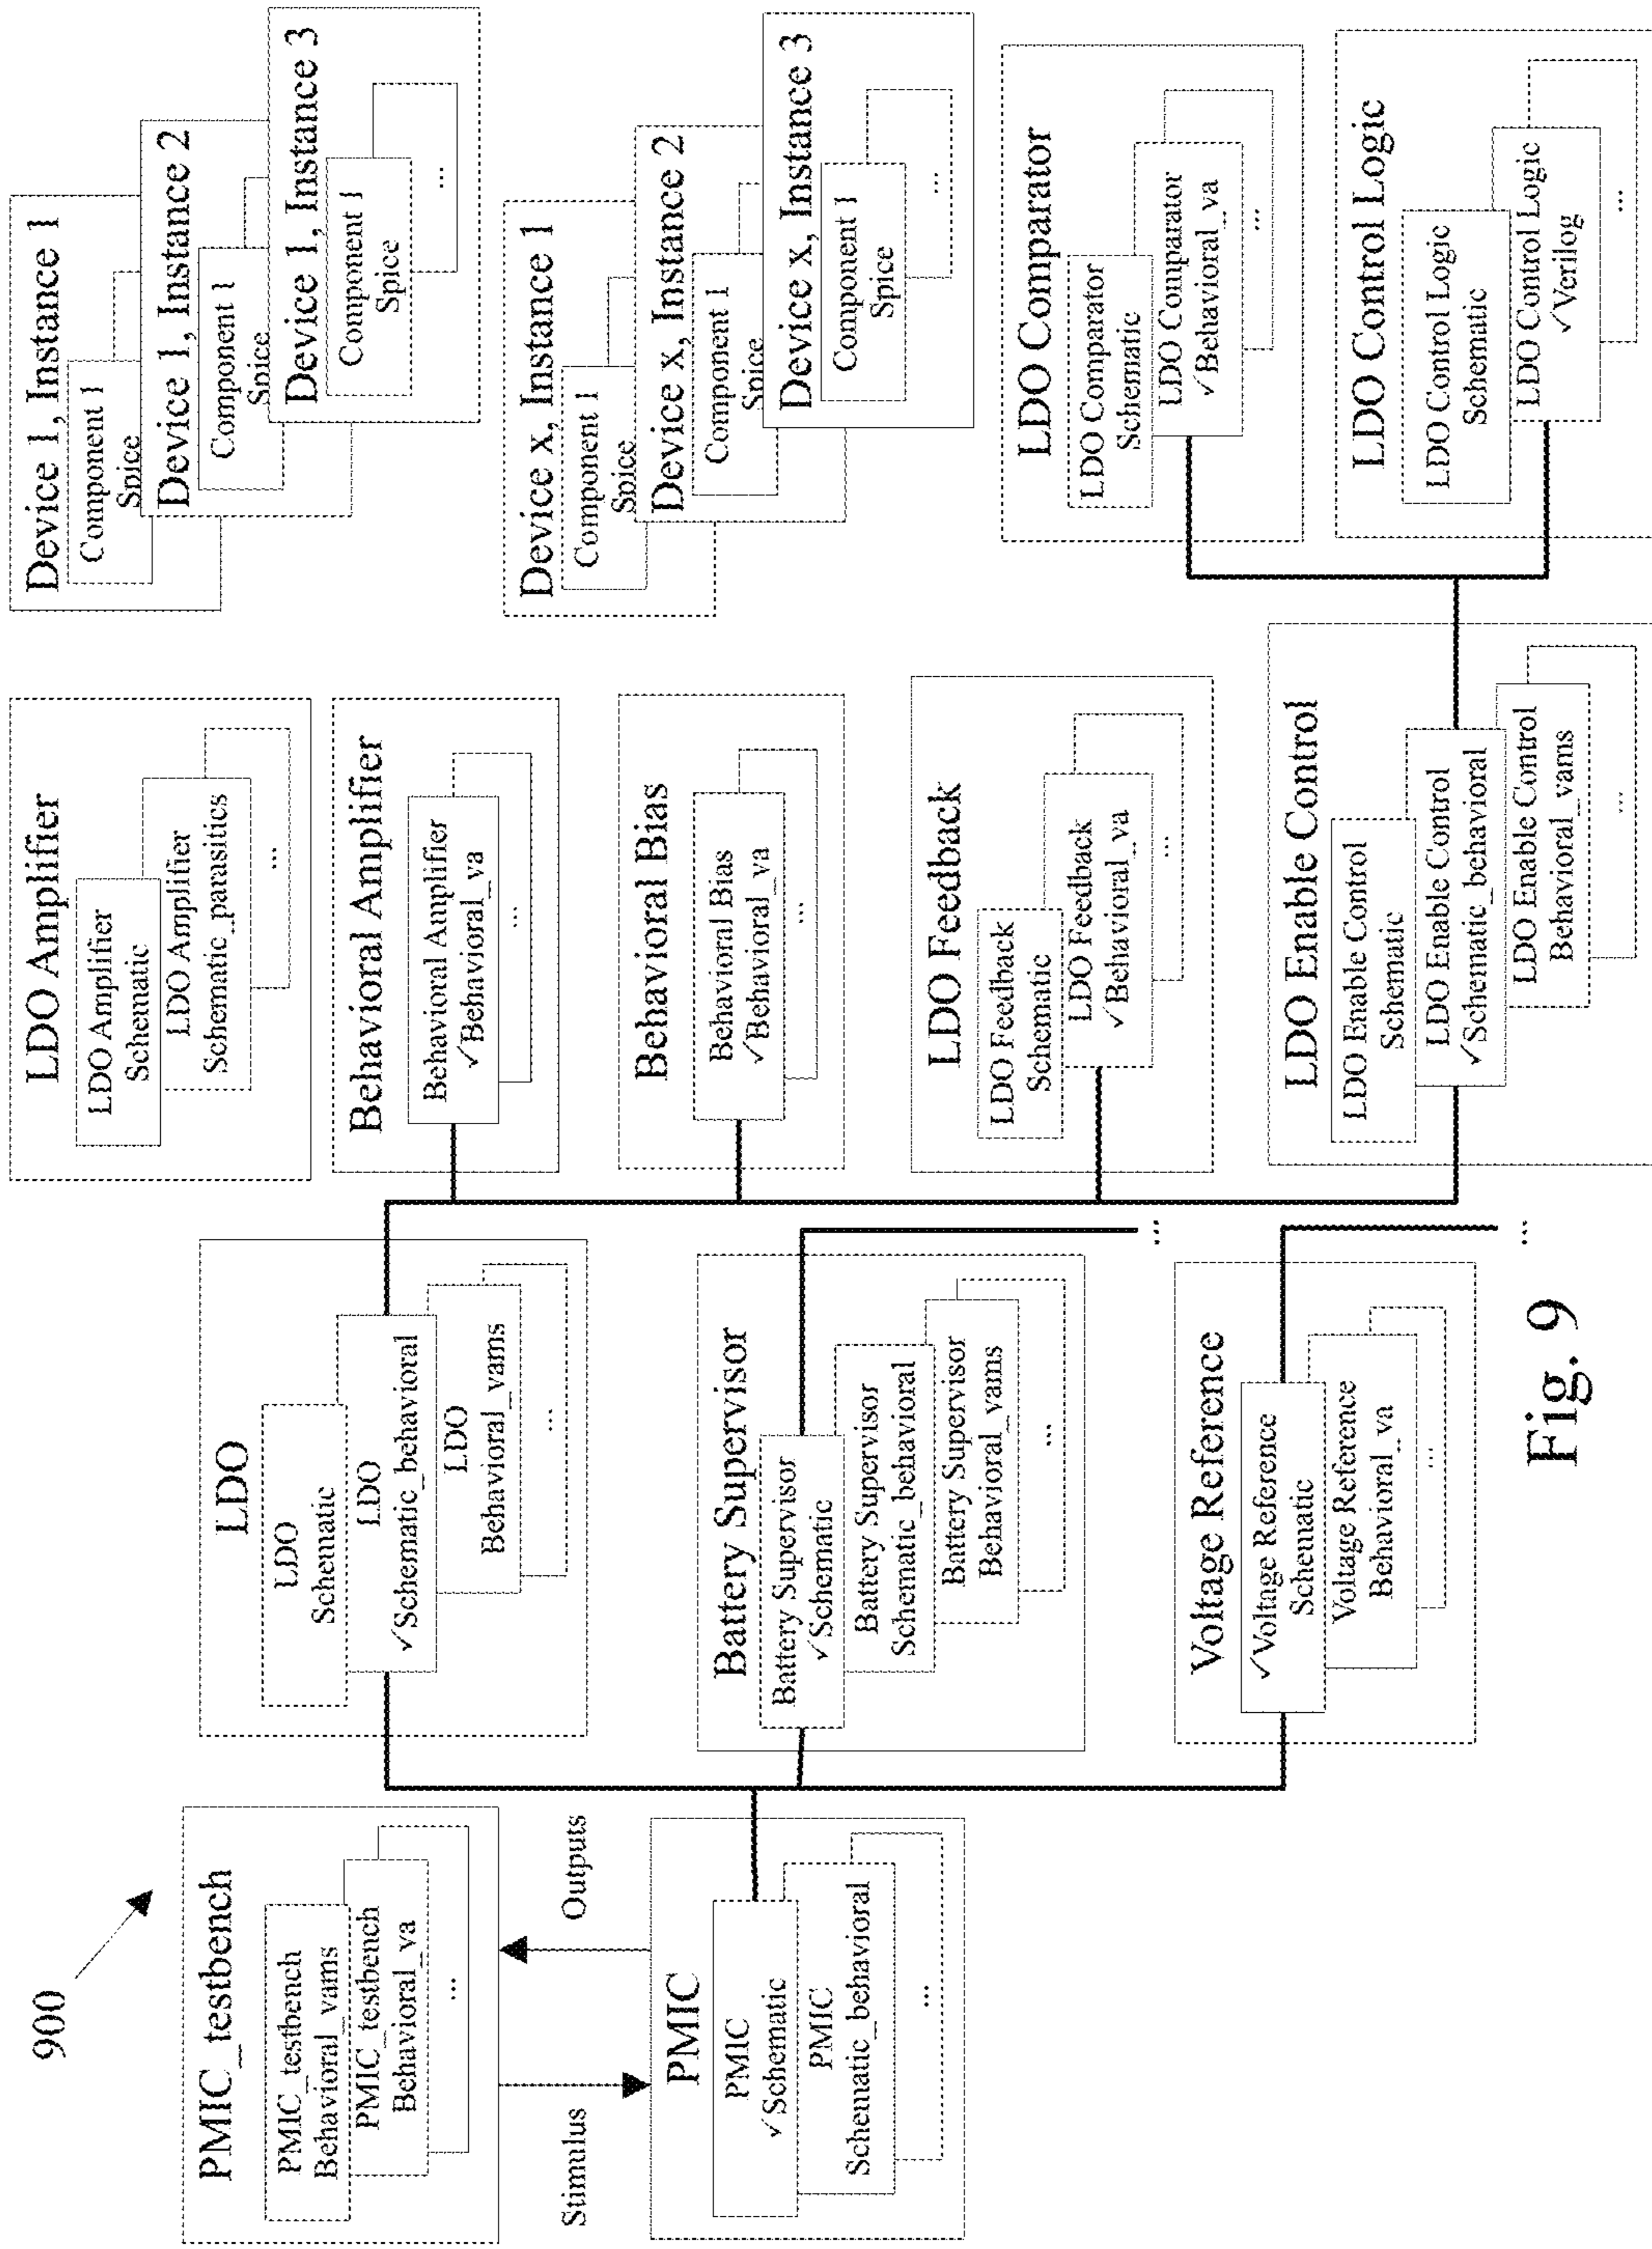 900
PMIC_testbench
PMIC_testbench
Behavioral_vams
PMIC_testbench
Behavioral_va
...
Stimulus
Outputs
PMIC
PMIC
✓Schematic
PMIC
Schematic_behavioral
...
LDO
LDO
Schematic
LDO
✓Schematic_behavioral
LDO
Behavioral_vams
...
Battery Supervisor
Battery Supervisor
✓Schematic
Battery Supervisor
Schematic_behavioral
Battery Supervisor
Behavioral_vams
...
...
Voltage Reference
✓Voltage Reference
Schematic
Voltage Reference
Behavioral_va
...
...
LDO Amplifier
LDO Amplifier
Schematic
LDO Amplifier
Schematic_parasitics
...
Behavioral Amplifier
Behavioral Amplifier
✓Behavioral_va
...
Behavioral Bias
Behavioral Bias
✓Behavioral_va
...
LDO Feedback
LDO Feedback
Schematic
LDO Feedback
✓Behavioral_va
...
LDO Enable Control
LDO Enable Control
Schematic
LDO Enable Control
✓Schematic_behavioral
LDO Enable Control
Behavioral_vams
...
Device 1, Instance 1
Component 1
Spice
Device 1, Instance 2
Component 1
Spice
Device 1, Instance 3
Component 1
Spice
...
Device x, Instance 1
Component 1
Spice
Device x, Instance 2
Component 1
Spice
Device x, Instance 3
Component 1
Spice
...
LDO Comparator
LDO Comparator
Schematic
LDO Comparator
✓Behavioral_va
...
LDO Control Logic
LDO Control Logic
Schematic
LDO Control Logic
✓Verilog
...
Fig. 9